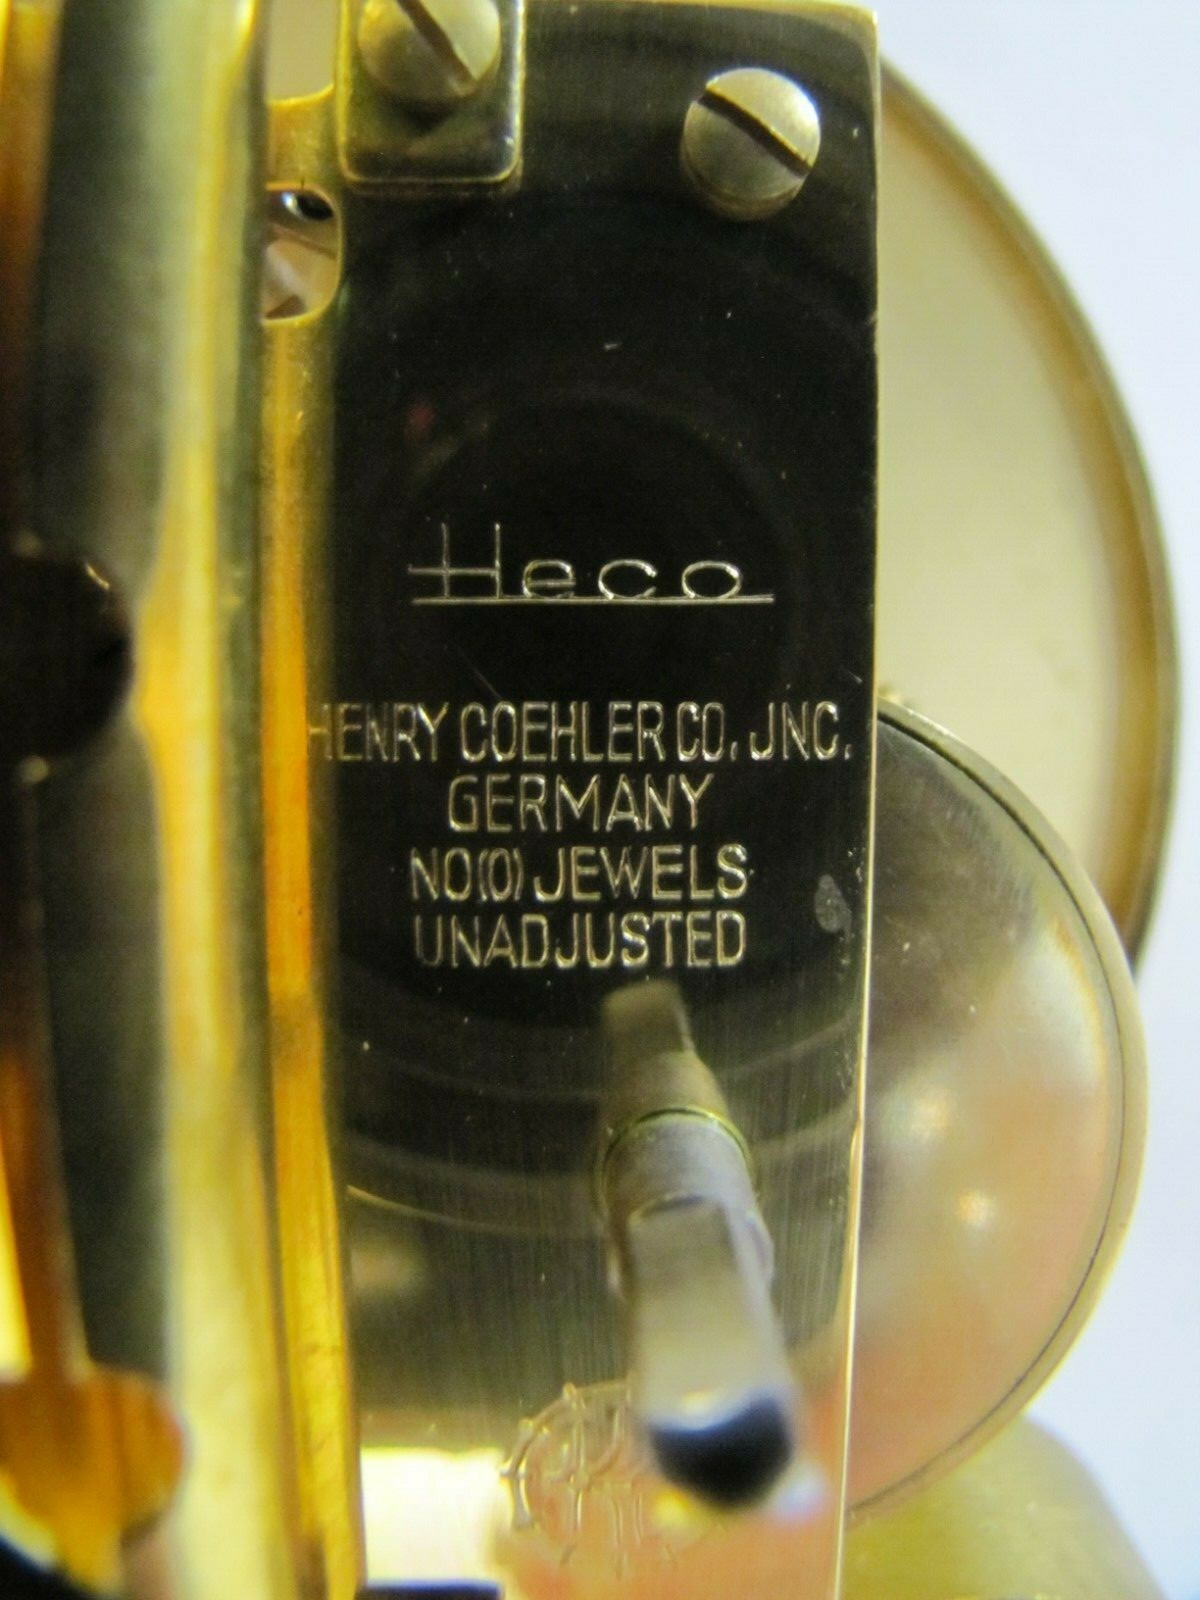 Heco
HENRY COEHLER CO. JNC.
GERMANY
NO(0) JEWELS
UNADJUSTED